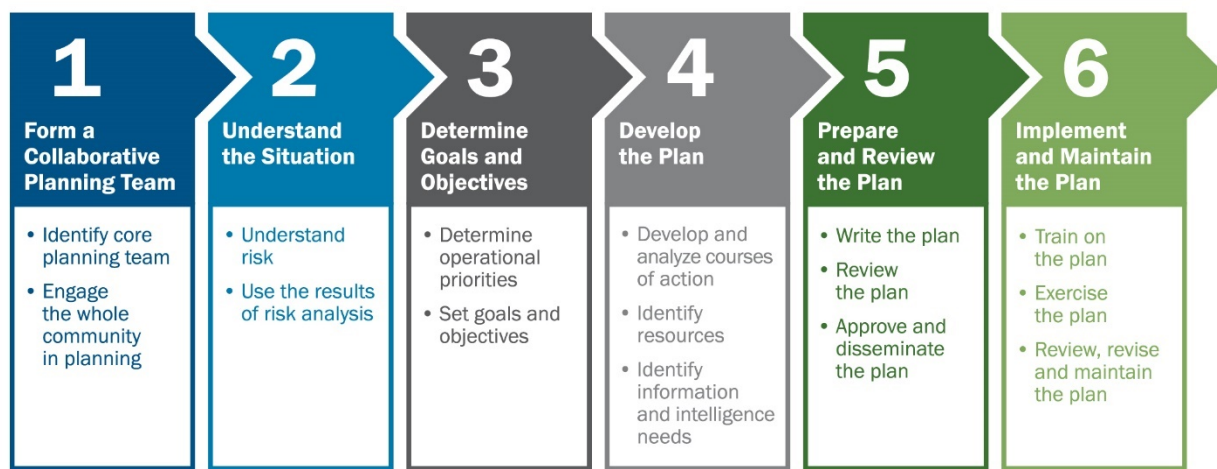 1
Form a
Collaborative
Planning Team
• Identify core
planning team
• Engage
the whole
community
in planning
2
Understand
the Situation
• Understand
risk
• Use the results
of risk analysis
3
Determine
Goals and
Objectives
• Determine
operational
priorities
• Set goals and
objectives
4
Develop
the Plan
• Develop and
analyze courses
of action
• Identify
resources
• Identify
information
and intelligence
needs
5
Prepare
and Review
the Plan
• Write the plan
• Review
the plan
• Approve and
disseminate
the plan
6
Implement
and Maintain
the Plan
• Train on
the plan
• Exercise
the plan
• Review, revise
and maintain
the plan